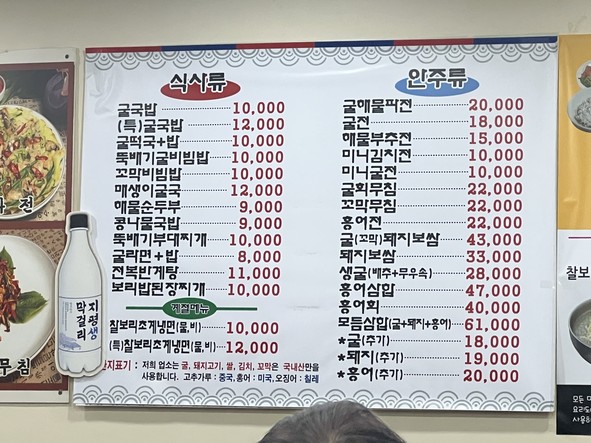 식사류
굴국밥 10,000
(특)굴국밥 12,000
굴떡국+밥 10,000
뚝배기굴비빔밥 10,000
꼬막비빔밥 10,000
매생이굴국 12,000
해물순두부 9,000
콩나물국밥 9,000
뚝배기부대찌개 10,000
굴라면+밥 8,000
전복반계탕 11,000
보리밥된장찌개 10,000
계절메뉴
찰보리초계냉면(물,비) 10,000
(특)찰보리초계냉면(물,비) 12,000
안주류
굴해물파전 20,000
굴전 18,000
해물부추전 15,000
미니김치전 10,000
미니굴전 10,000
굴회무침 22,000
꼬막무침 22,000
홍어전 22,000
굴(꼬막)돼지보쌈 43,000
돼지보쌈 33,000
생굴(배추+무우속) 28,000
홍어삼합 47,000
홍어회 40,000
모듬삼합(굴+돼지+홍어) 61,000
*굴(추가) 18,000
*돼지(추가) 19,000
*홍어(추가) 20,000
산지표기 : 저희 업소는 굴, 돼지고기, 쌀, 김치, 꼬막은 국내산만을
사용합니다. 고추가루 : 중국, 홍어 : 미국, 오징어 : 칠레
지평생
막걸리
전
무침
찰보
모든
요리
사용